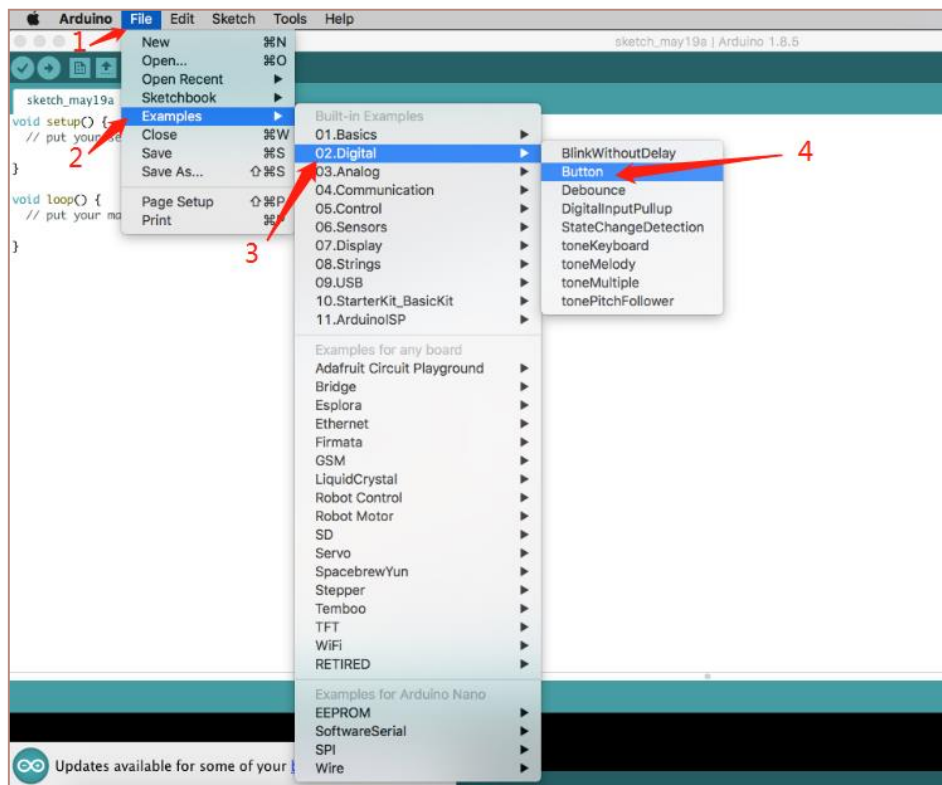 Arduino File Edit Sketch Tools Help
1
sketch_may19a | Arduino 1.8.5
New ⌘N
Open... ⌘O
Open Recent ▶
Sketchbook ▶
Examples ▶
Close ⌘W
Save ⌘S
Save As... ⇧⌘S
Page Setup ⇧⌘P
Print ⌘P
sketch_may19a
void setup() {
// put your se
2
}
void loop() {
// put your ma
}
3
Built-in Examples
01.Basics ▶
02.Digital ▶
03.Analog ▶
04.Communication ▶
05.Control ▶
06.Sensors ▶
07.Display ▶
08.Strings ▶
09.USB ▶
10.StarterKit_BasicKit ▶
11.ArduinoISP ▶
Examples for any board
Adafruit Circuit Playground ▶
Bridge ▶
Esplora ▶
Ethernet ▶
Firmata ▶
GSM ▶
LiquidCrystal ▶
Robot Control ▶
Robot Motor ▶
SD ▶
Servo ▶
SpacebrewYun ▶
Stepper ▶
Temboo ▶
TFT ▶
WiFi ▶
RETIRED ▶
Examples for Arduino Nano
EEPROM ▶
SoftwareSerial ▶
SPI ▶
Wire ▶
BlinkWithoutDelay
Button
4
Debounce
DigitalInputPullup
StateChangeDetection
toneKeyboard
toneMelody
toneMultiple
tonePitchFollower
Updates available for some of your